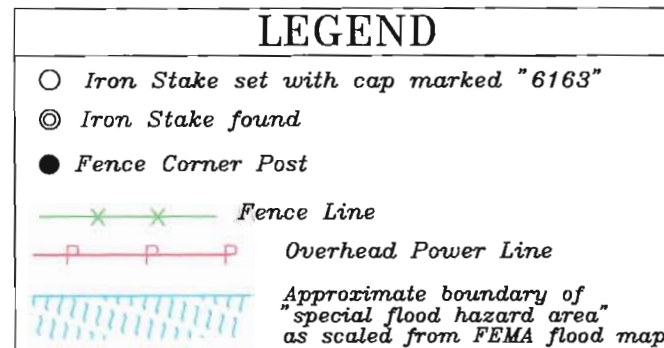 LEGEND
Iron Stake set with cap marked "6163"
Iron Stake found
Fence Corner Post
X X Fence Line
P P P Overhead Power Line
Approximate boundary of
"special flood hazard area"
as scaled from FEMA flood map